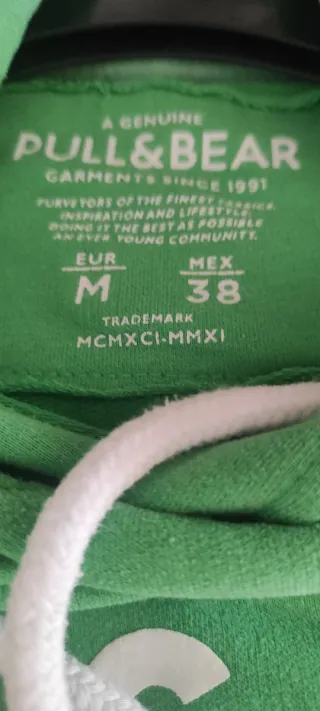 A GENUINE
PULL&BEAR
GARMENTS SINCE 1991
PURVEYORS OF THE FINEST FABRICS,
INSPIRATION AND LIFESTYLE,
DOING IT THE BEST AS POSSIBLE
AN EVER YOUNG COMMUNITY.
EUR MEX
M 38
TRADEMARK
MCMXCI-MMXI